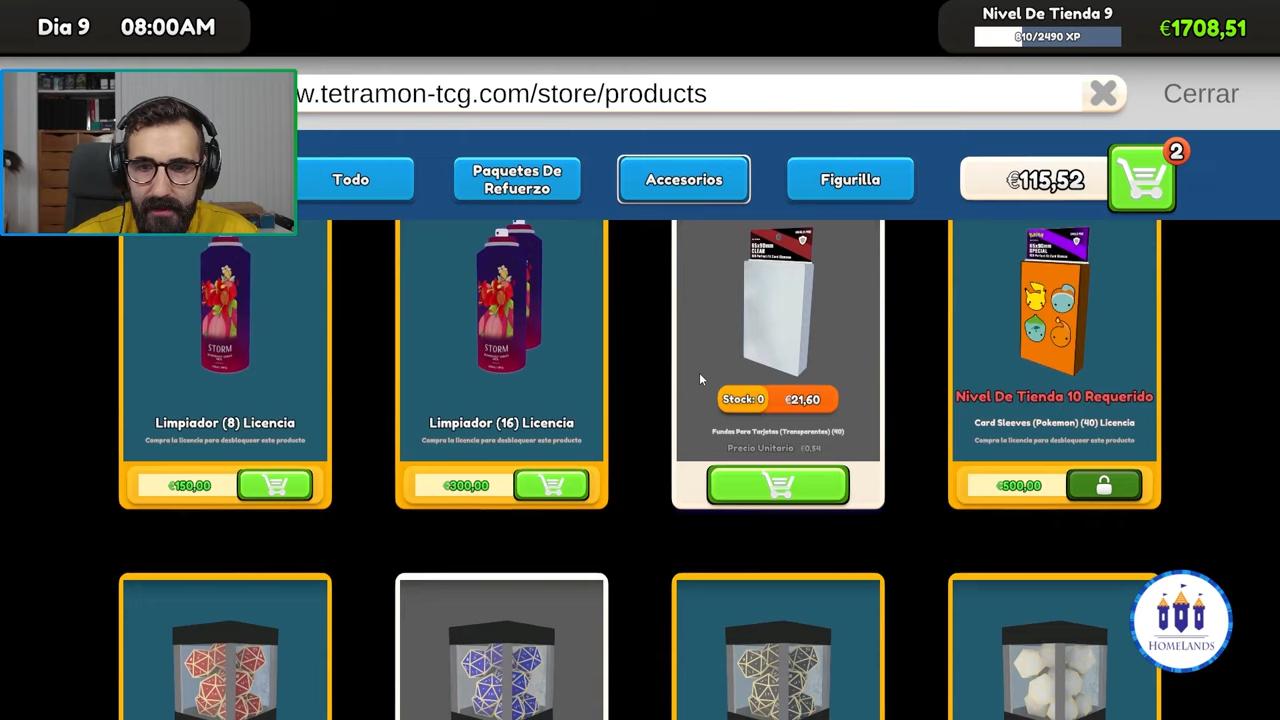 Dia 9 08:00AM
Nivel De Tienda 9
810/2490 XP
€1708,51
w.tetramon-tcg.com/store/products
Cerrar
Todo
Paquetes De
Refuerzo
Accesorios
Figurilla
€115,52
2
STORM
STORM
CLEAR
SPECIAL
Stock: 0 €21,60
Nivel De Tienda 10 Requerido
Limpiador (8) Licencia
Compra la licencia para desbloquear este producto
Limpiador (16) Licencia
Compra la licencia para desbloquear este producto
Fundas Para Tarjetas (Transparentes) (40)
Precio Unitario €0,54
Card Sleeves (Pokemon) (40) Licencia
Compra la licencia para desbloquear este producto
€150,00
€300,00
€500,00
HOMELANDS